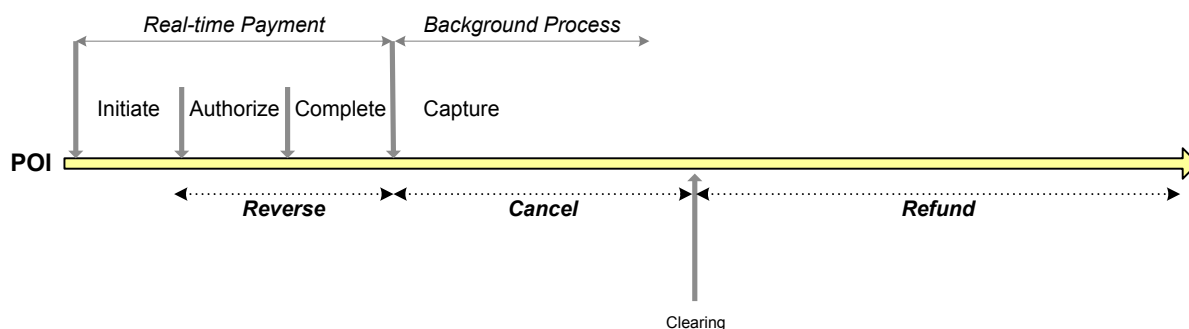 Real-time Payment Background Process
Initiate Authorize Complete Capture
POI
Reverse Cancel Refund
Clearing